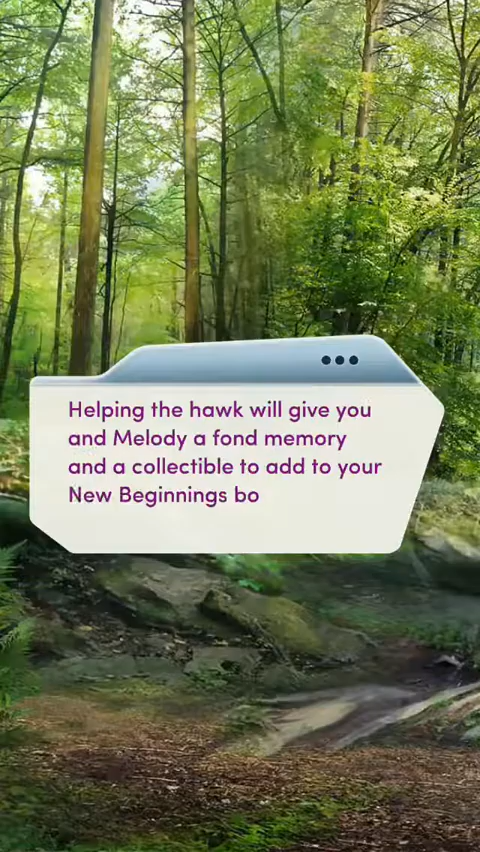 Helping the hawk will give you
and Melody a fond memory
and a collectible to add to your
New Beginnings bo